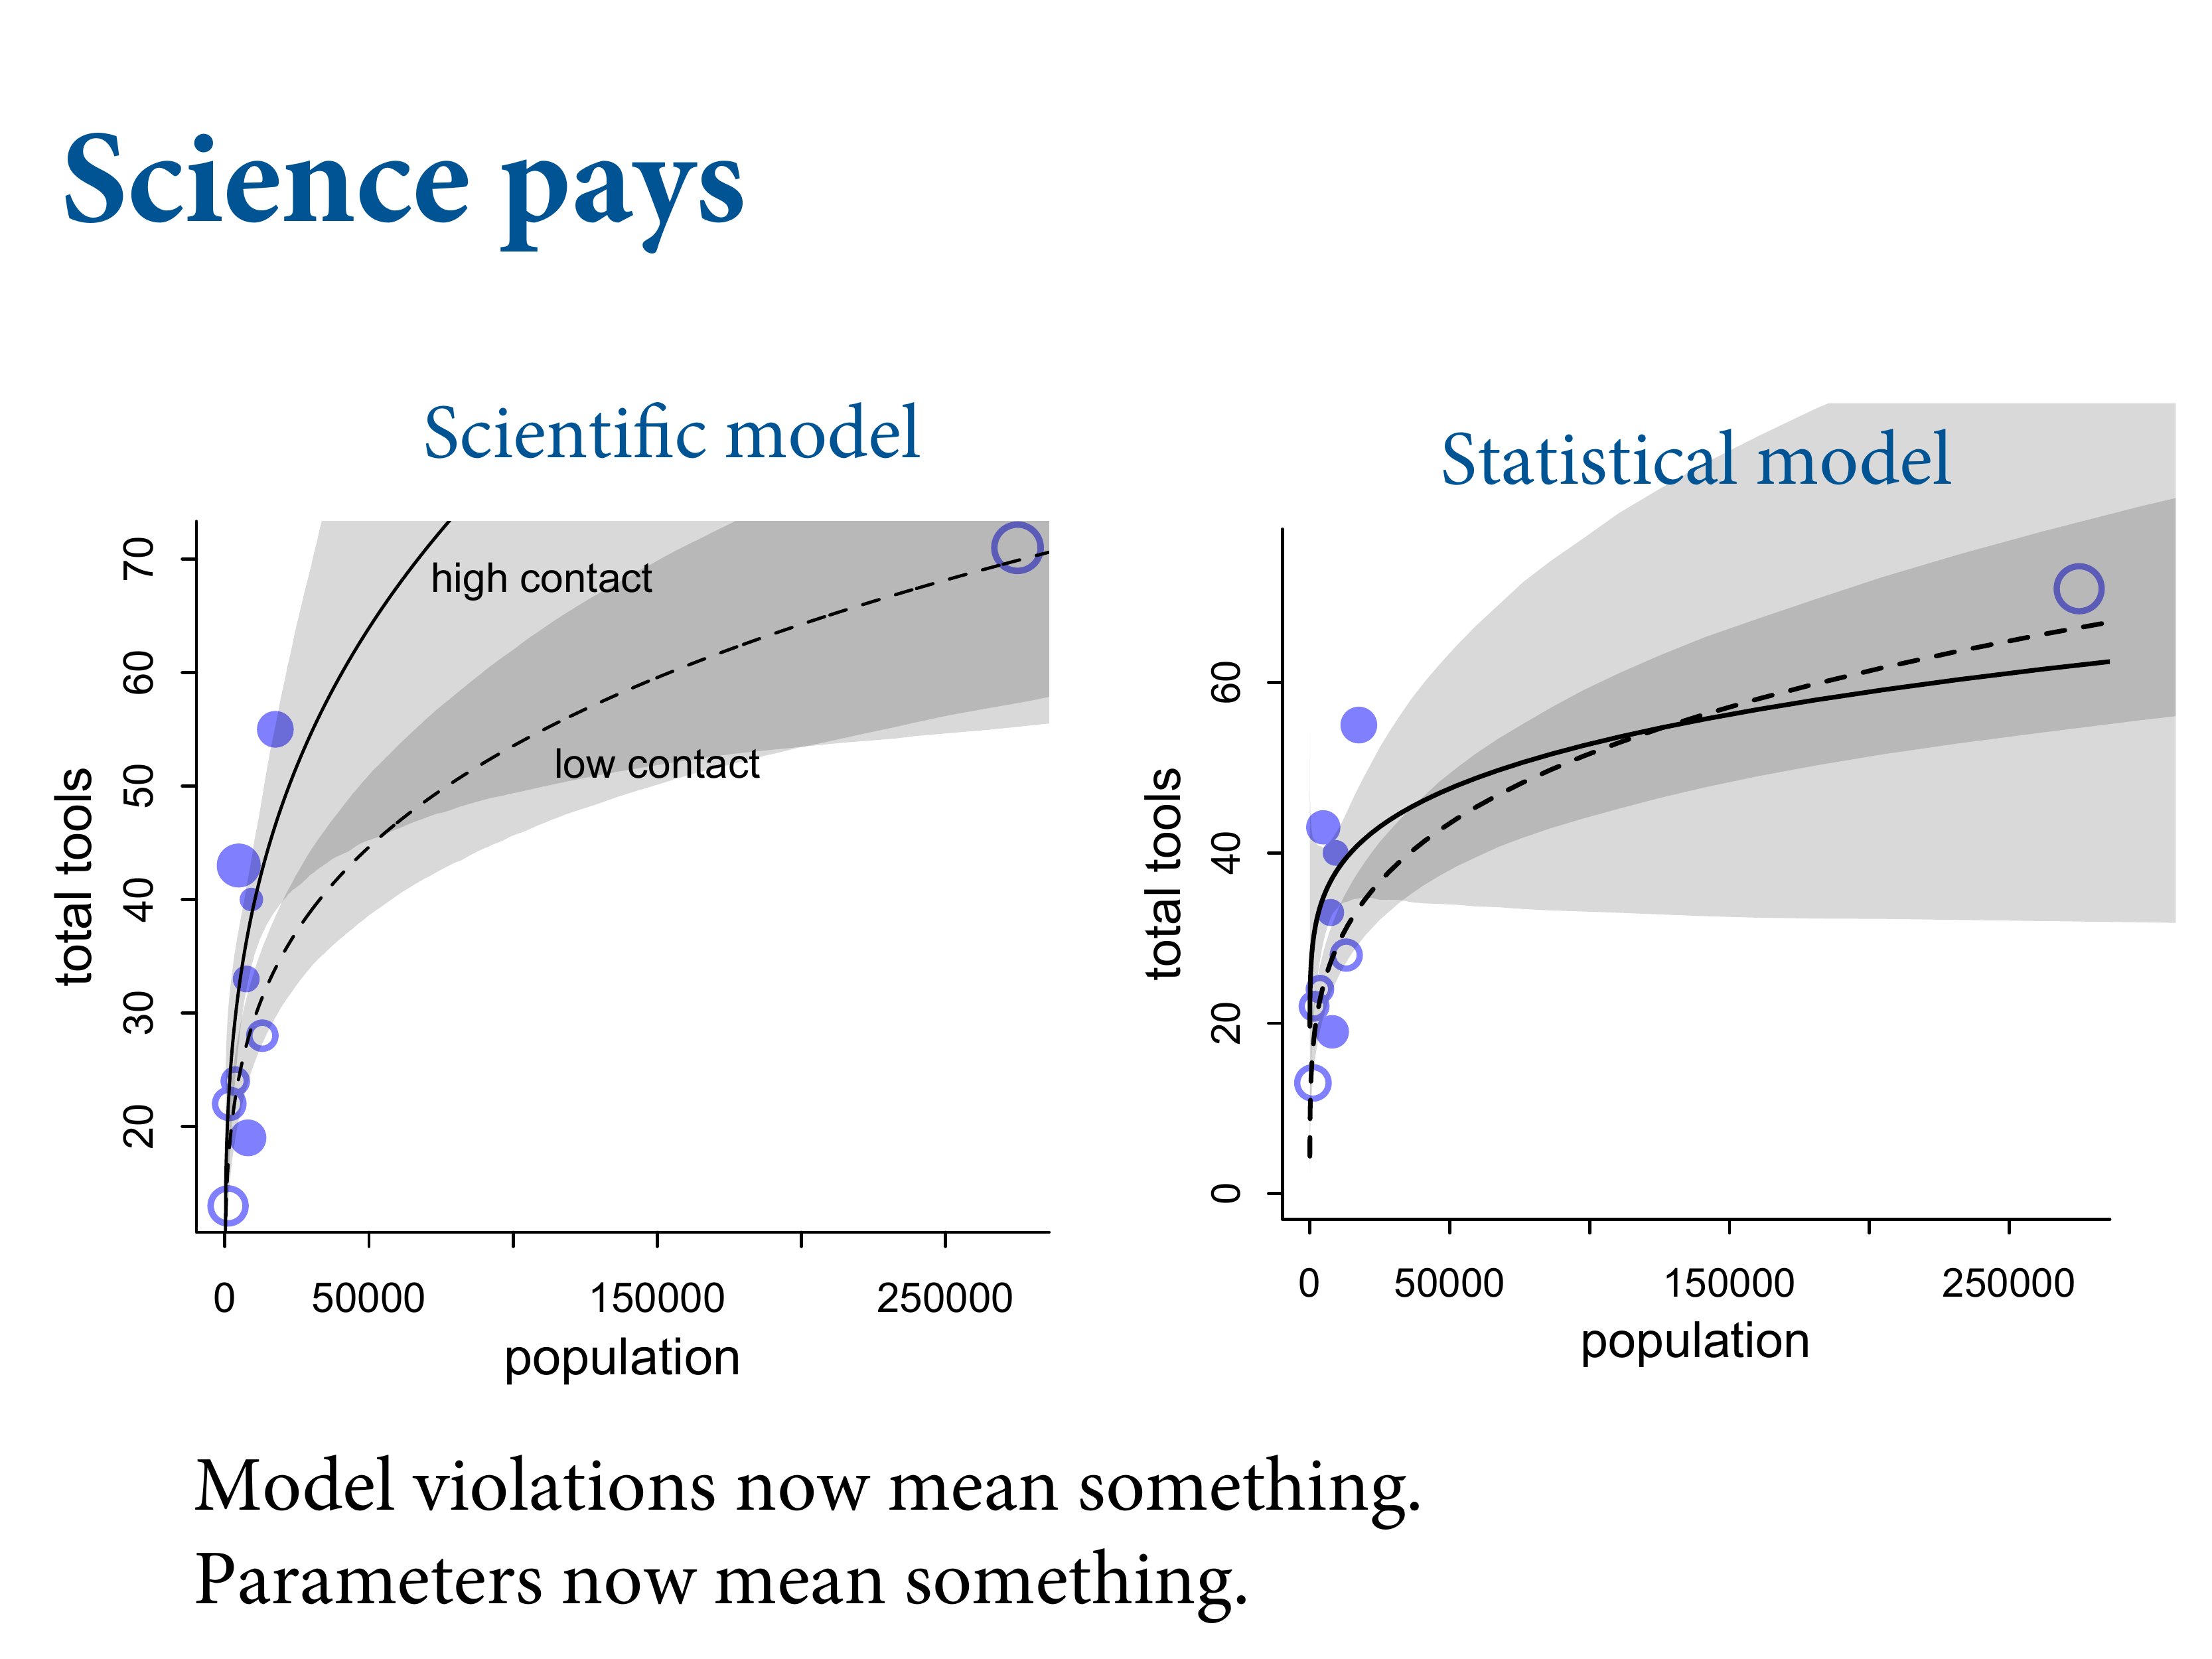 Science pays
Scientific model
Statistical model
total tools
70
60
50
40
30
20
high contact
low contact
0 50000 150000 250000
population
total tools
60
40
20
0
0 50000 150000 250000
population
Model violations now mean something.
Parameters now mean something.